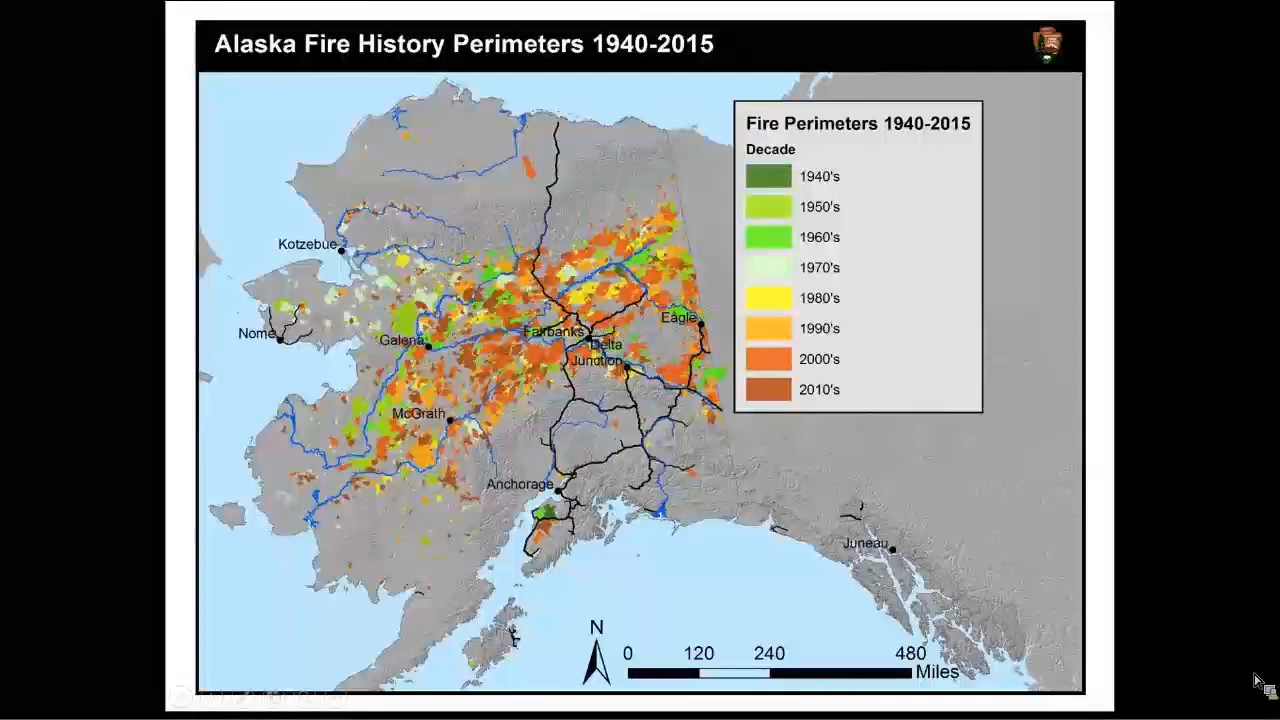 Alaska Fire History Perimeters 1940-2015
Fire Perimeters 1940-2015
Decade
1940's
1950's
1960's
1970's
1980's
1990's
2000's
2010's
Kotzebue
Nome
Galena
Fairbanks
Eagle
Delta
Junction
McGrath
Anchorage
Juneau
N
0 120 240 480
Miles